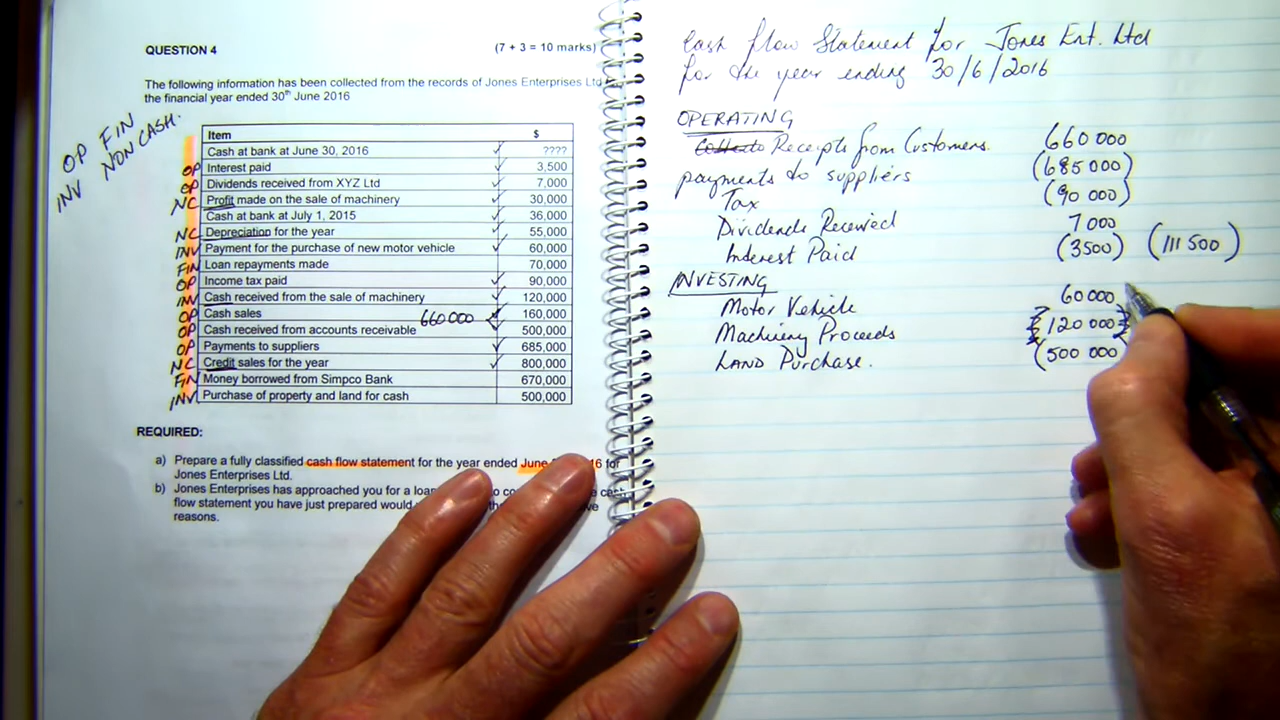 QUESTION 4 (7 + 3 = 10 marks)
The following information has been collected from the records of Jones Enterprises Ltd
the financial year ended 30th June 2016
OP FIN
INV NON CASH.
Item $
Cash at bank at June 30, 2016 ????
OP Interest paid 3,500
OP Dividends received from XYZ Ltd 7,000
NC Profit made on the sale of machinery 30,000
Cash at bank at July 1, 2015 36,000
NC Depreciation for the year 55,000
INV Payment for the purchase of new motor vehicle 60,000
FIN Loan repayments made 70,000
OP Income tax paid 90,000
INV Cash received from the sale of machinery 120,000
OP Cash sales 660 000 160,000
OP Cash received from accounts receivable 500,000
OP Payments to suppliers 685,000
NC Credit sales for the year 800,000
FIN Money borrowed from Simpco Bank 670,000
INV Purchase of property and land for cash 500,000
REQUIRED:
a) Prepare a fully classified cash flow statement for the year ended June 6 for
Jones Enterprises Ltd.
b) Jones Enterprises has approached you for a loan to cash
flow statement you have just prepared would
reasons.
Cash flow Statement for Jones Ent. Ltd
for the year ending 30/6/2016
OPERATING
Receipts from Customers. 660 000
payments to suppliers (685 000)
Tax (90 000)
Dividends Received 7 000
Interest Paid (3500) (111 500)
INVESTING
Motor Vehicle 60 000
Machinery Proceeds 120 000
LAND Purchase. (500 000